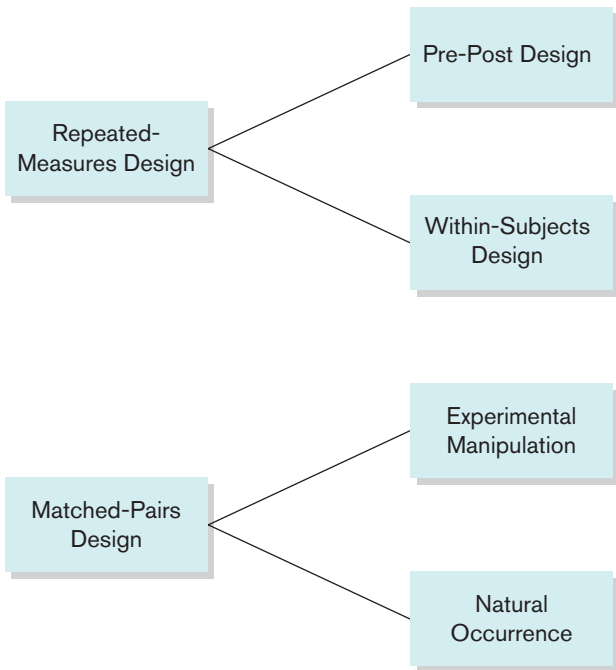 Pre-Post Design
Repeated-
Measures Design
Within-Subjects
Design
Experimental
Manipulation
Matched-Pairs
Design
Natural
Occurrence